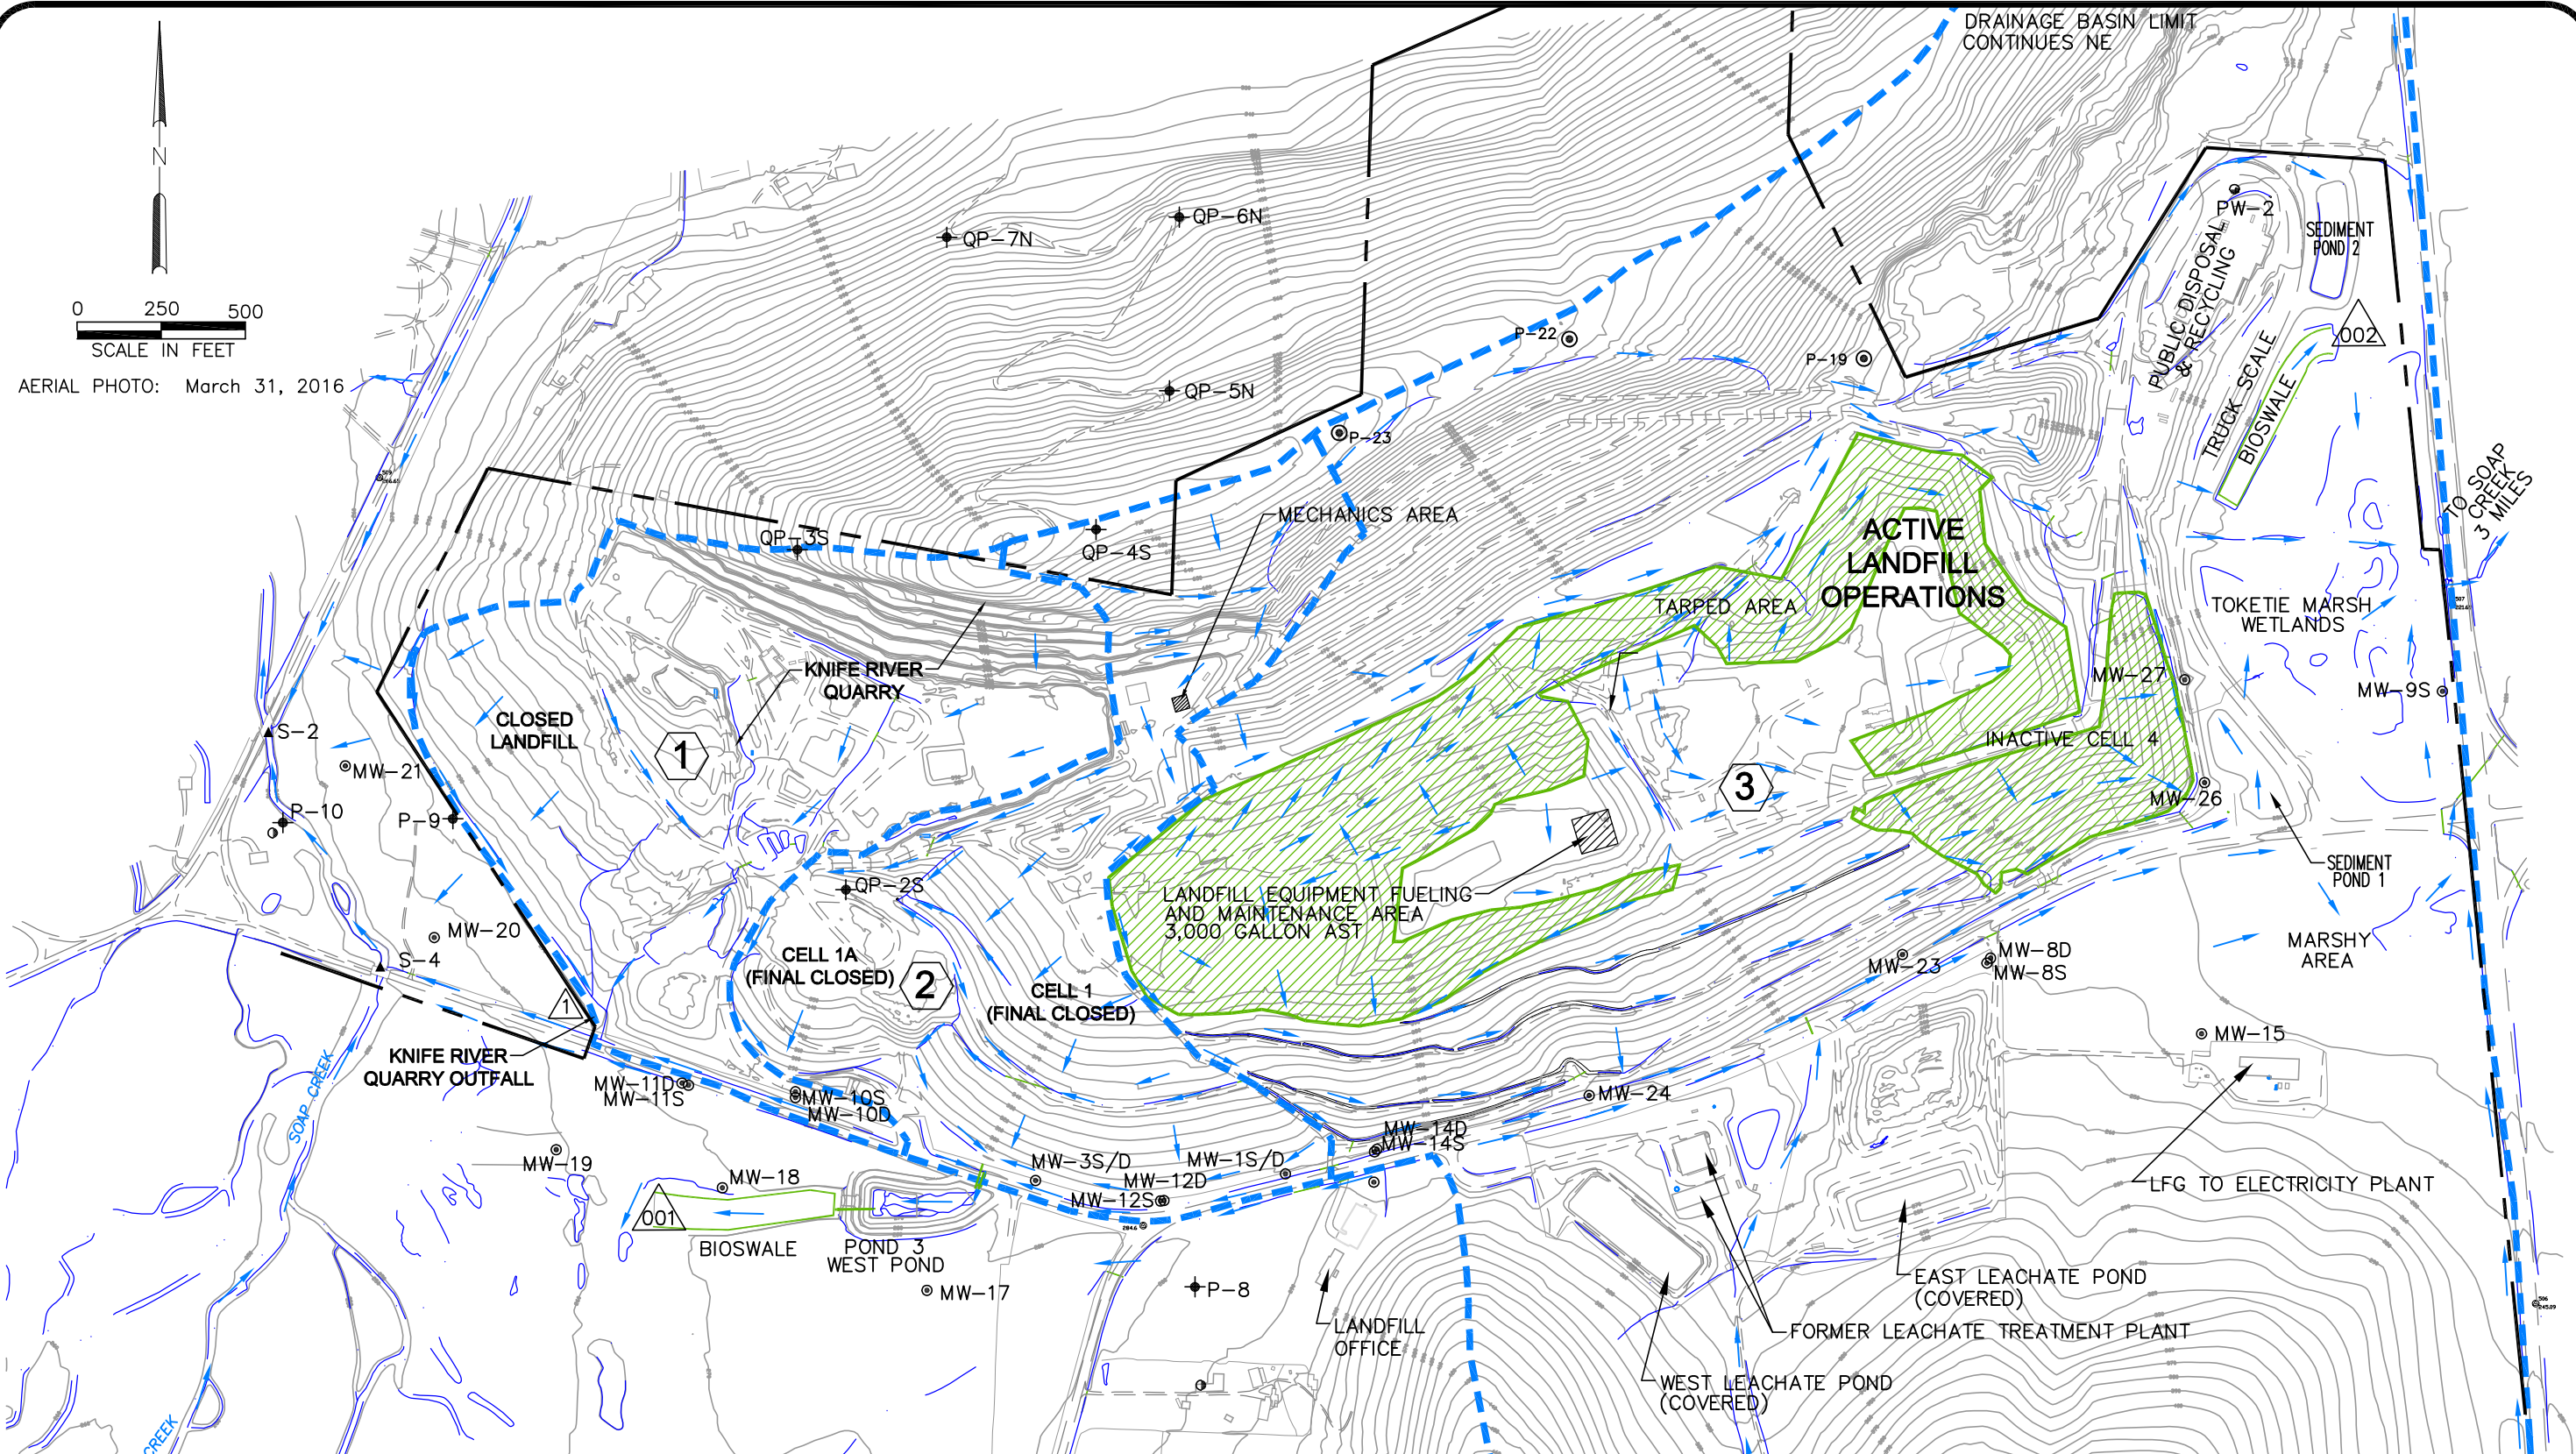 DRAINAGE BASIN LIMIT
CONTINUES NE
N
0 250 500
SCALE IN FEET
AERIAL PHOTO: March 31, 2016
PW-2
SEDIMENT
POND 2
PUBLIC DISPOSAL
& RECYCLING
TRUCK SCALE
BIOSWALE
002
TO SOAP
CREEK
3 MILES
QP-6N
QP-7N
QP-5N
P-22
P-19
P-23
QP-3S
QP-4S
MECHANICS AREA
ACTIVE
LANDFILL
OPERATIONS
TARPED AREA
TOKETIE MARSH
WETLANDS
KNIFE RIVER
QUARRY
CLOSED
LANDFILL
1
S-2
MW-21
P-10
P-9
MW-27
MW-9S
INACTIVE CELL 4
3
MW-26
SEDIMENT
POND 1
QP-2S
LANDFILL EQUIPMENT FUELING
AND MAINTENANCE AREA
3,000 GALLON AST
MW-20
S-4
CELL 1A
(FINAL CLOSED)
2
CELL 1
(FINAL CLOSED)
MARSHY
AREA
MW-23
MW-8D
MW-8S
1
KNIFE RIVER
QUARRY OUTFALL
SOAP CREEK
MW-15
MW-11D
MW-11S
MW-10S
MW-10D
MW-24
MW-14D
MW-14S
MW-19
MW-18
MW-3S/D
MW-1S/D
MW-12D
MW-12S
284.6
LFG TO ELECTRICITY PLANT
001
BIOSWALE
POND 3
WEST POND
MW-17
P-8
LANDFILL
OFFICE
EAST LEACHATE POND
(COVERED)
FORMER LEACHATE TREATMENT PLANT
WEST LEACHATE POND
(COVERED)
CREEK
509
507
506